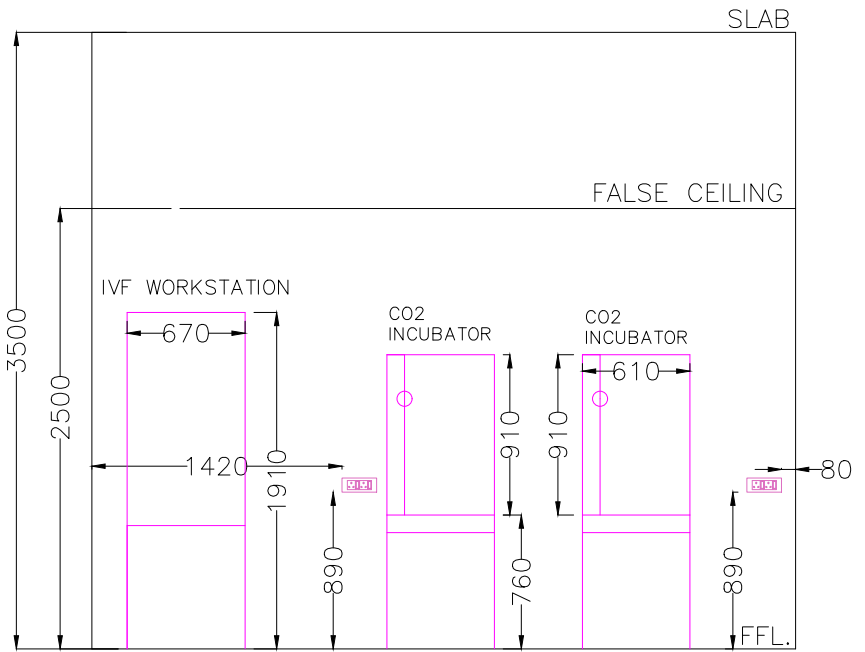 SLAB
FALSE CEILING
IVF WORKSTATION
CO2
INCUBATOR
CO2
INCUBATOR
670
610
3500
2500
910
910
1420
1910
80
890
760
890
FFL.